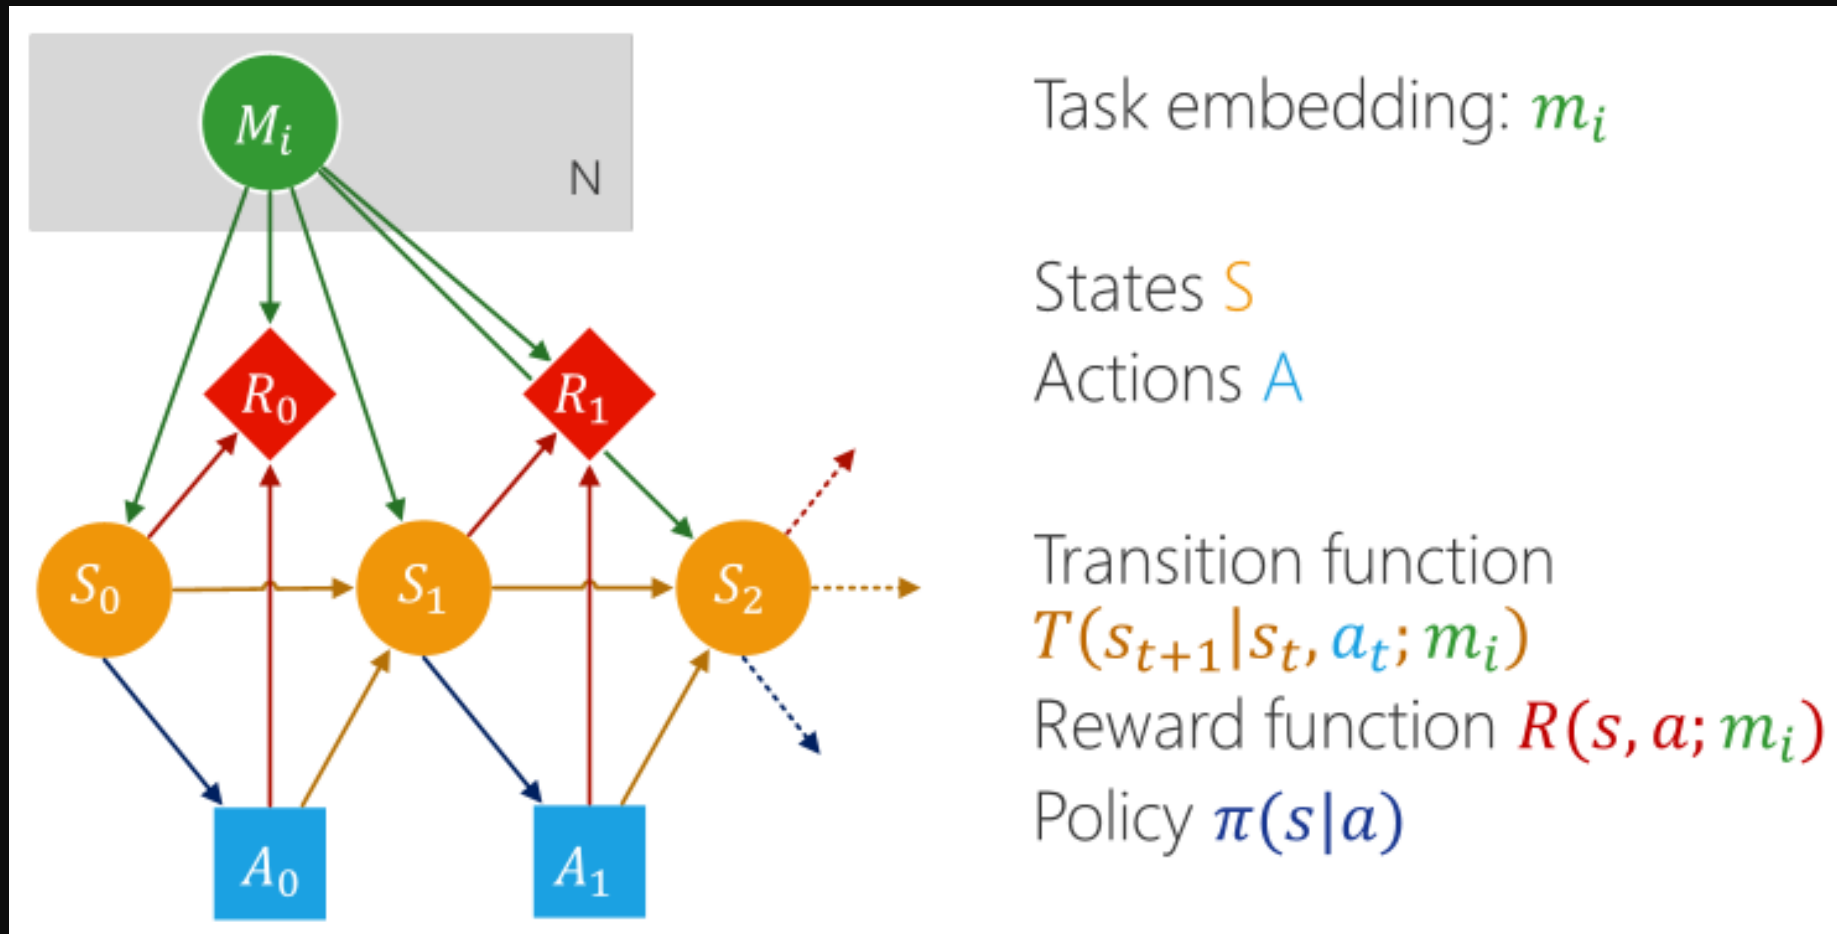 M_i
N
R_0
R_1
S_0
S_1
S_2
A_0
A_1
Task embedding: m_i
States S
Actions A
Transition function
T(s_{t+1}|s_t, a_t; m_i)
Reward function R(s, a; m_i)
Policy π(s|a)